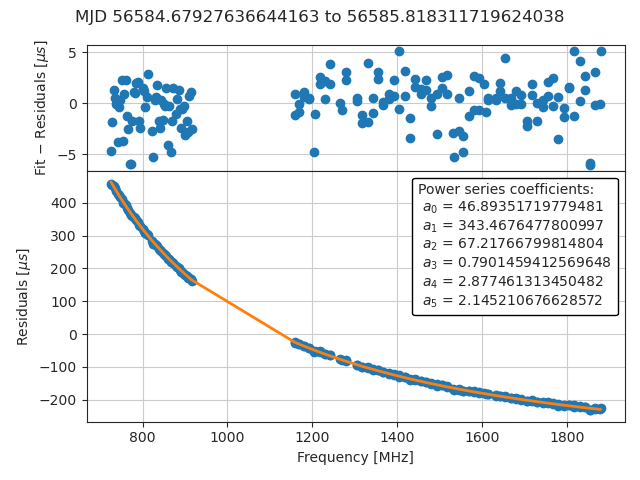 MJD 56584.67927636644163 to 56585.818311719624038
5
0
−5
Fit − Residuals [μs]
400
300
200
100
0
−100
−200
Residuals [μs]
Power series coefficients:
a0 = 46.89351719779481
a1 = 343.4676477800997
a2 = 67.21766799814804
a3 = 0.7901459412569648
a4 = 2.877461313450482
a5 = 2.145210676628572
800
1000
1200
1400
1600
1800
Frequency [MHz]